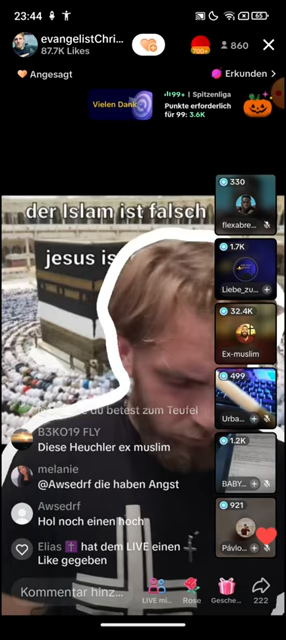 23:44
65
evangelistChri...
87.7K Likes
700+
860
Angesagt
Erkunden >
Vielen Dank
99+ | Spitzenliga
Punkte erforderlich
für 99: 3.6K
330
der Islam ist falsch
flexabre...
jesus is
1.7K
Liebe_zu...
32.4K
Ex-muslim
499
du betest zum Teufel
Urba...
B3KO19 FLY
Diese Heuchler ex muslim
1.2K
melanie
@Awsedrf die haben Angst
BABY...
Awsedrf
Hol noch einen hoch
921
Pávlo...
Elias hat dem LIVE einen
Like gegeben
Kommentar hinz...
LIVE mi...
Rose
Gesche...
222